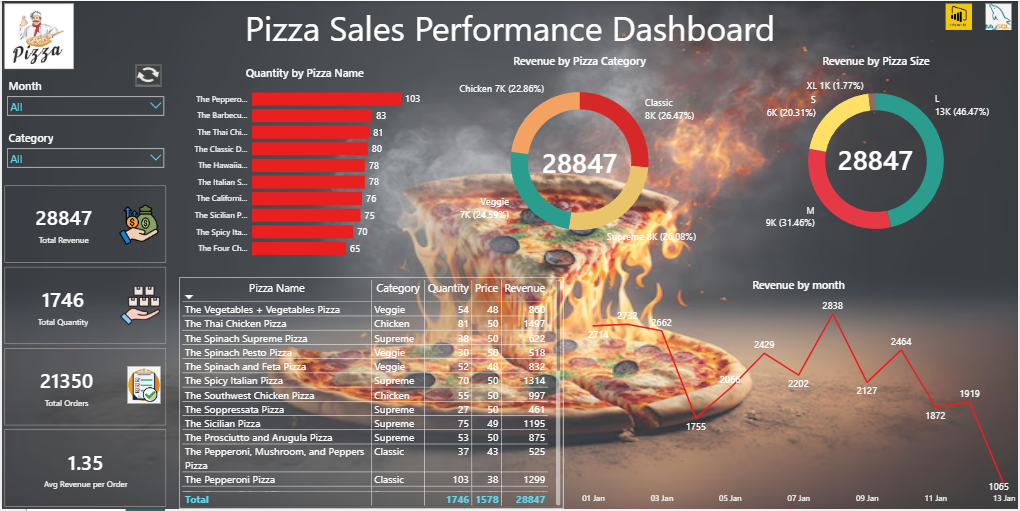 Pizza Sales Performance Dashboard
Pizza
Month
All
Category
All
28847
Total Revenue
1746
Total Quantity
21350
Total Orders
1.35
Avg Revenue per Order
Quantity by Pizza Name
The Peppero... 103
The Barbecu... 83
The Thai Chi... 81
The Classic D... 80
The Hawaiia... 78
The Italian S... 78
The Californi... 76
The Sicilian P... 75
The Spicy Ita... 70
The Four Ch... 65
Revenue by Pizza Category
Chicken 7K (22.86%)
Classic
8K (26.47%)
28847
Veggie
7K (24.59%)
Supreme 8K (26.08%)
Revenue by Pizza Size
XL 1K (1.77%)
S
6K (20.31%)
L
13K (46.47%)
28847
M
9K (31.46%)
Pizza Name Category Quantity Price Revenue
The Vegetables + Vegetables Pizza Veggie 54 48 860
The Thai Chicken Pizza Chicken 81 50 1497
The Spinach Supreme Pizza Supreme 38 50 622
The Spinach Pesto Pizza Veggie 30 50 518
The Spinach and Feta Pizza Veggie 52 48 832
The Spicy Italian Pizza Supreme 70 50 1314
The Southwest Chicken Pizza Chicken 55 50 997
The Soppressata Pizza Supreme 27 50 461
The Sicilian Pizza Supreme 75 49 1195
The Prosciutto and Arugula Pizza Supreme 53 50 875
The Pepperoni, Mushroom, and Peppers Classic 37 43 525
Pizza
The Pepperoni Pizza Classic 103 38 1299
Total 1746 1578 28847
Revenue by month
2714
2732
2662
1755
2066
2429
2202
2838
2127
2464
1872
1919
1065
01 Jan
03 Jan
05 Jan
07 Jan
09 Jan
11 Jan
13 Jan